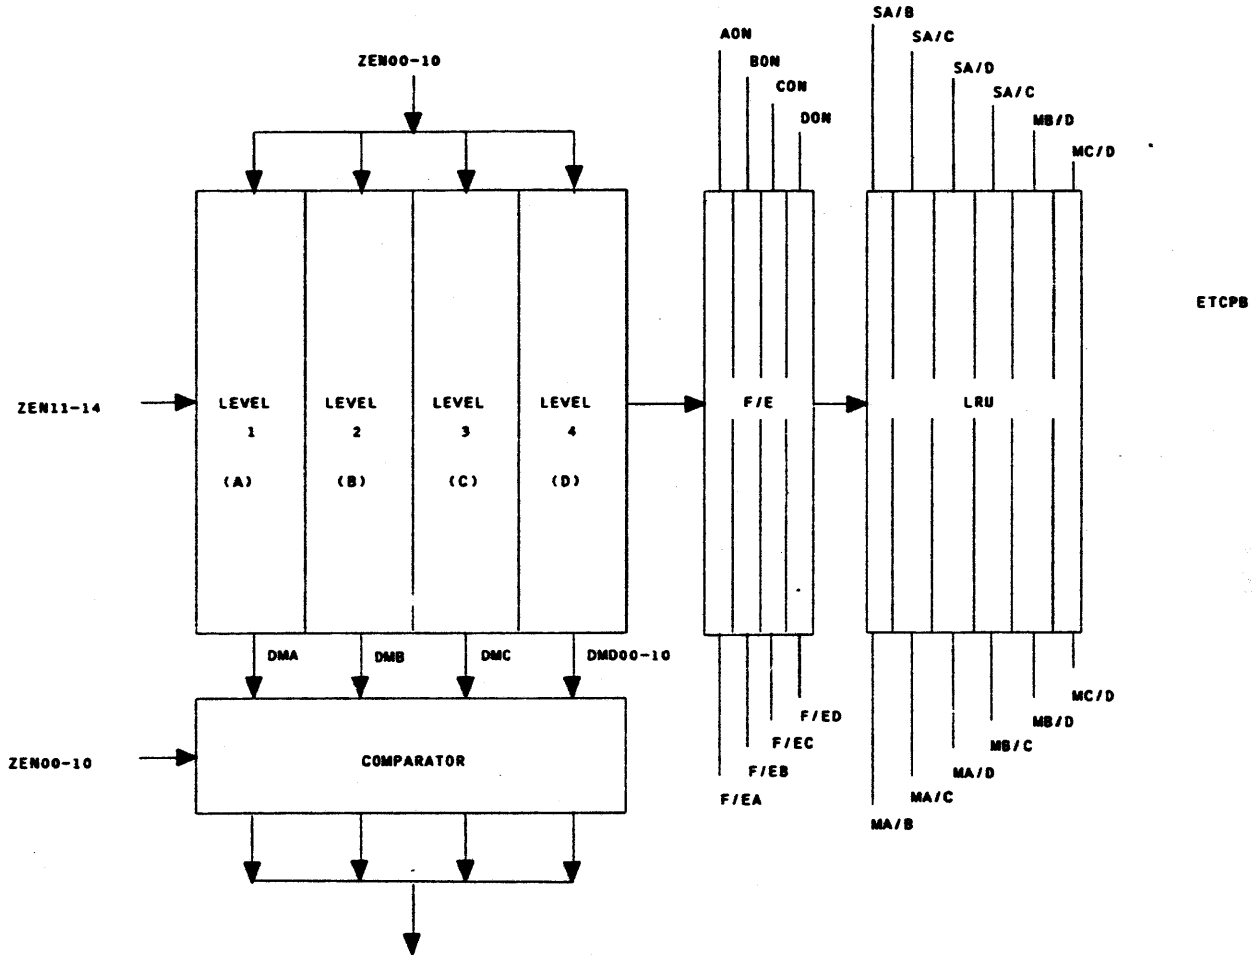 SA/B
AON
SA/C
ZEN00-10
BON
SA/D
CON
SA/C
DON
MB/D
MC/D
ETCPB
ZEN11-14
LEVEL 1 (A)
LEVEL 2 (B)
LEVEL 3 (C)
LEVEL 4 (D)
F/E
LRU
DMA
DMB
DMC
DMD00-10
ZEN00-10
COMPARATOR
F/ED
F/EC
F/EB
F/EA
MC/D
MB/D
MB/C
MA/D
MA/C
MA/B